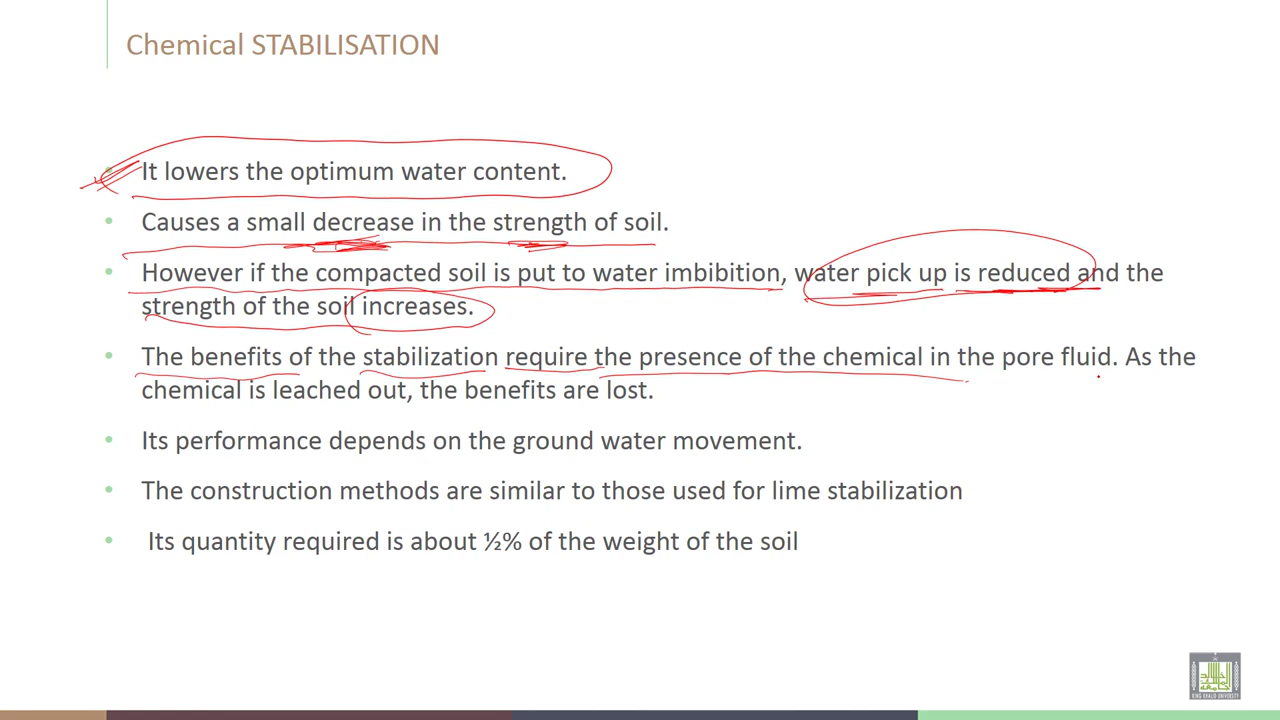 Chemical STABILISATION
• It lowers the optimum water content.
• Causes a small decrease in the strength of soil.
• However if the compacted soil is put to water imbibition, water pick up is reduced and the
strength of the soil increases.
• The benefits of the stabilization require the presence of the chemical in the pore fluid. As the
chemical is leached out, the benefits are lost.
• Its performance depends on the ground water movement.
• The construction methods are similar to those used for lime stabilization
• Its quantity required is about ½% of the weight of the soil
KING KHALID UNIVERSITY